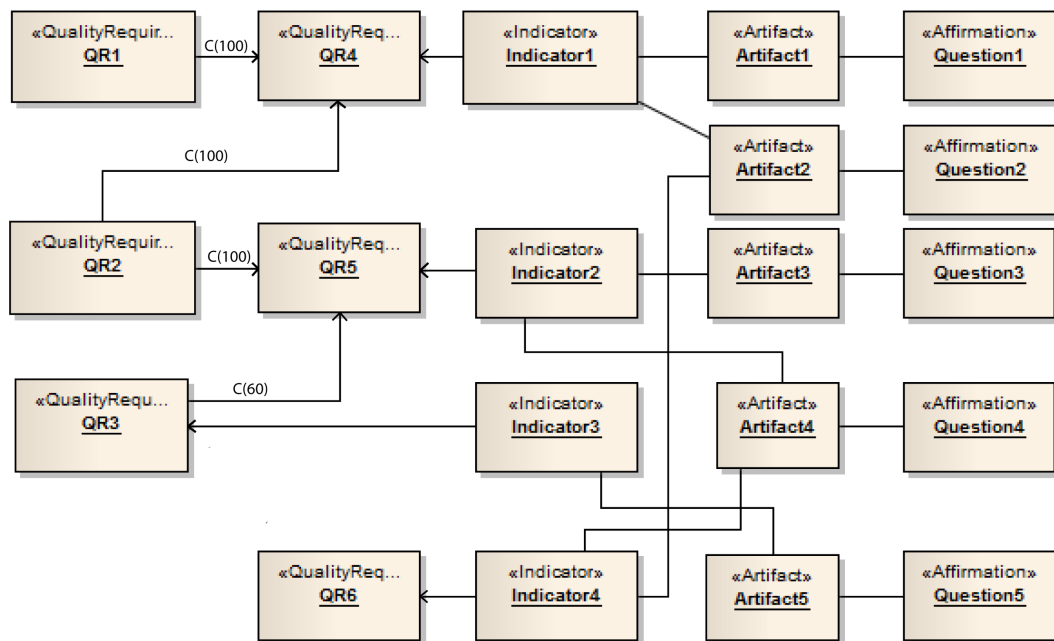 «QualityRequir...
QR1
C(100)
«QualityReq...
QR4
«Indicator»
Indicator1
«Artifact»
Artifact1
«Affirmation»
Question1
C(100)
«Artifact»
Artifact2
«Affirmation»
Question2
«QualityRequir...
QR2
C(100)
«QualityReq...
QR5
«Indicator»
Indicator2
«Artifact»
Artifact3
«Affirmation»
Question3
«QualityRequ...
QR3
C(60)
«Indicator»
Indicator3
«Artifact»
Artifact4
«Affirmation»
Question4
«QualityReq...
QR6
«Indicator»
Indicator4
«Artifact»
Artifact5
«Affirmation»
Question5